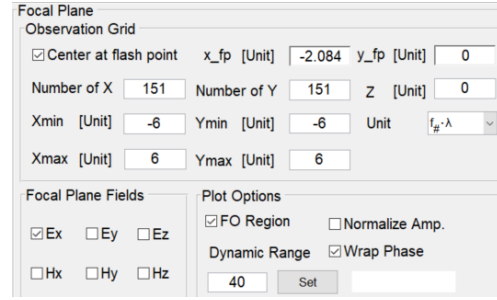 Focal Plane
Observation Grid
Center at flash point x_fp [Unit] -2.084 y_fp [Unit] 0
Number of X 151 Number of Y 151 Z [Unit] 0
Xmin [Unit] -6 Ymin [Unit] -6 Unit f#·λ
Xmax [Unit] 6 Ymax [Unit] 6
Focal Plane Fields Plot Options
Ex Ey Ez FO Region Normalize Amp.
Dynamic Range Wrap Phase
Hx Hy Hz 40 Set